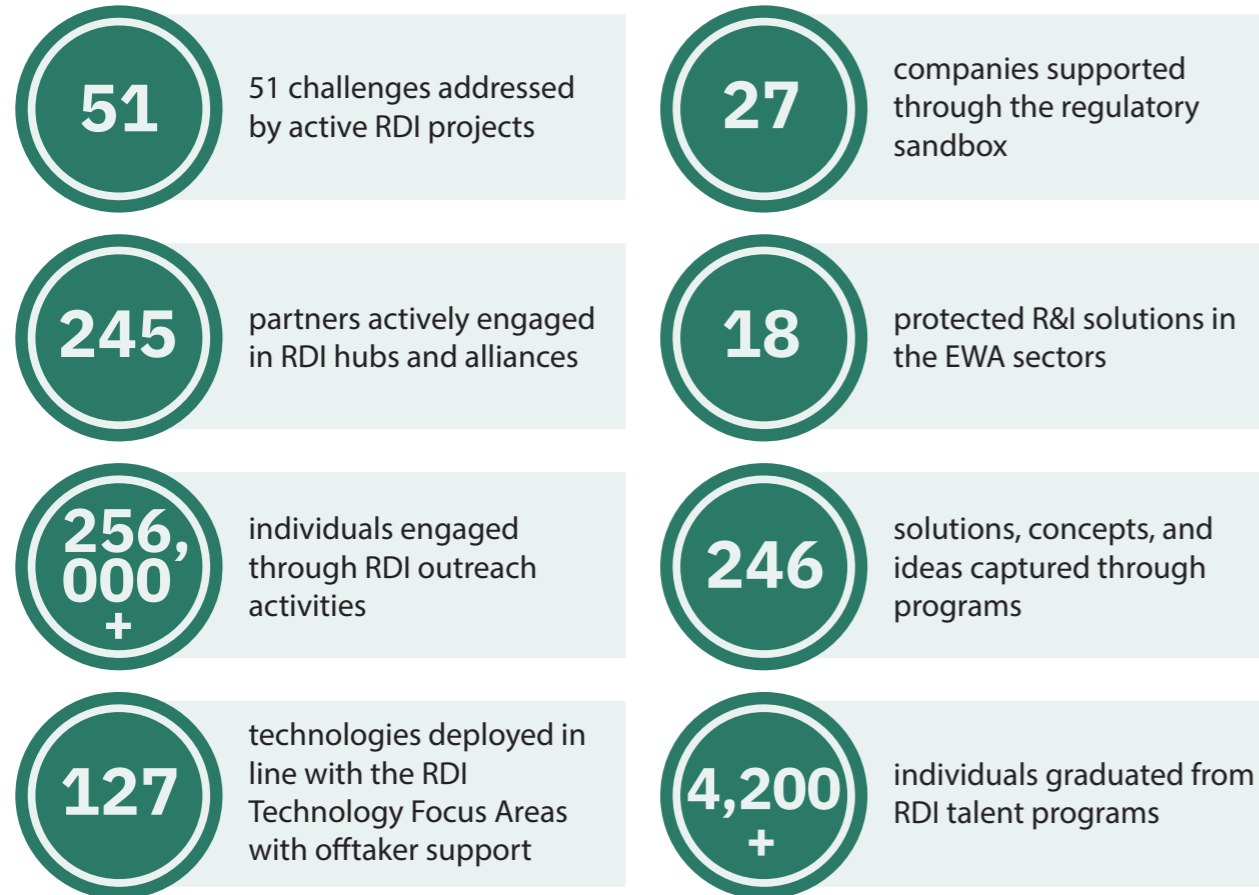 51
51 challenges addressed
by active RDI projects
27
companies supported
through the regulatory
sandbox
245
partners actively engaged
in RDI hubs and alliances
18
protected R&I solutions in
the EWA sectors
256,
000
+
individuals engaged
through RDI outreach
activities
246
solutions, concepts, and
ideas captured through
programs
127
technologies deployed in
line with the RDI
Technology Focus Areas
with offtaker support
4,200
+
individuals graduated from
RDI talent programs